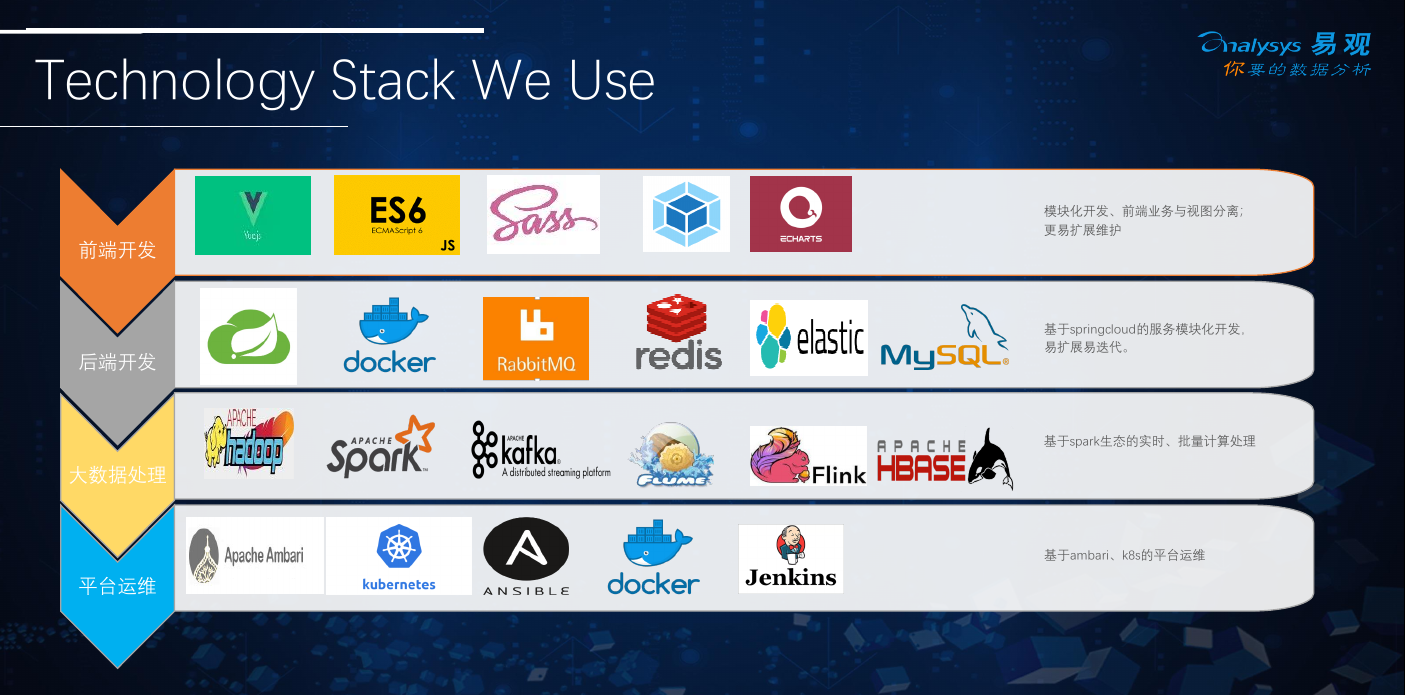 Analysys 易观
你要的数据分析
Technology Stack We Use
前端开发
Vue.js
ES6
ECMAScript 6
JS
Sass
ECHARTS
模块化开发、前端业务与视图分离；
更易扩展维护
后端开发
docker
RabbitMQ
redis
elastic
MySQL®
基于springcloud的服务模块化开发，
易扩展易迭代。
大数据处理
APACHE
hadoop
APACHE
Spark™
APACHE
kafka®
A distributed streaming platform
FLUME
Flink
APACHE
HBASE
基于spark生态的实时、批量计算处理
平台运维
Apache Ambari
kubernetes
ANSIBLE
docker
Jenkins
基于ambari、k8s的平台运维